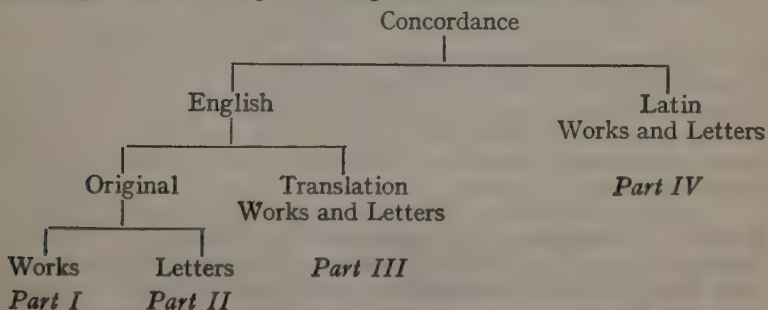 Concordance
English
Latin
Works and Letters
Original
Translation
Works and Letters
Part IV
Works
Letters
Part III
Part I
Part II